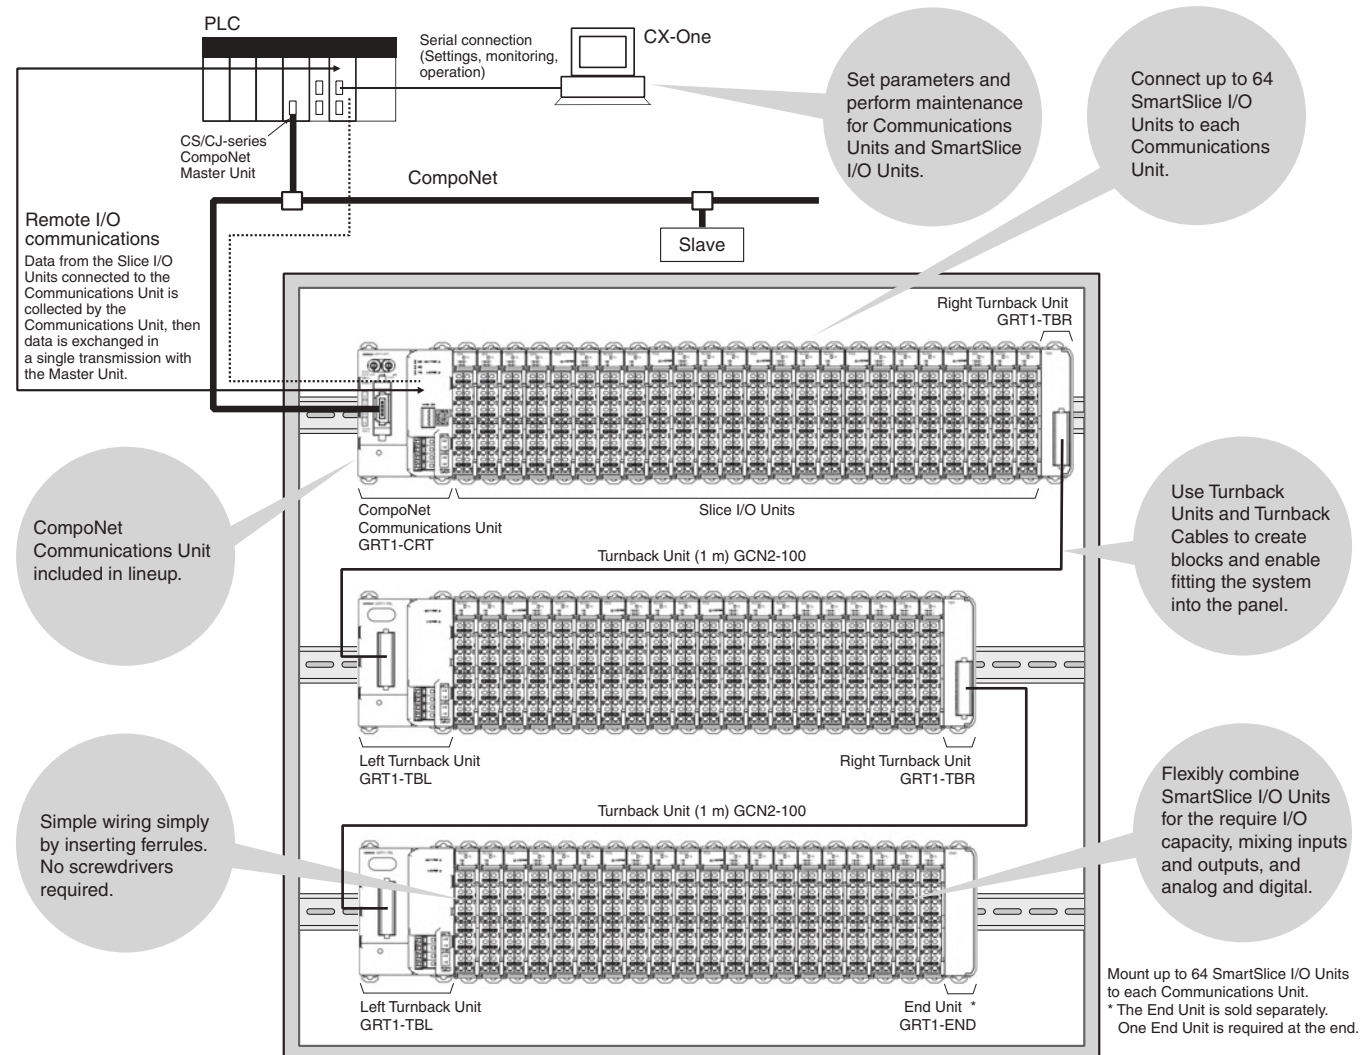 PLC
Serial connection
(Settings, monitoring,
operation)
CX-One
Set parameters and
perform maintenance
for Communications
Units and SmartSlice
I/O Units.
Connect up to 64
SmartSlice I/O
Units to each
Communications
Unit.
CS/CJ-series
CompoNet
Master Unit
CompoNet
Slave
Remote I/O
communications
Data from the Slice I/O
Units connected to the
Communications Unit is
collected by the
Communications Unit, then
data is exchanged in
a single transmission with
the Master Unit.
Right Turnback Unit
GRT1-TBR
CompoNet
Communications Unit
included in lineup.
CompoNet
Communications Unit
GRT1-CRT
Slice I/O Units
Use Turnback
Units and Turnback
Cables to create
blocks and enable
fitting the system
into the panel.
Turnback Unit (1 m) GCN2-100
Left Turnback Unit
GRT1-TBL
Right Turnback Unit
GRT1-TBR
Simple wiring simply
by inserting ferrules.
No screwdrivers
required.
Turnback Unit (1 m) GCN2-100
Flexibly combine
SmartSlice I/O Units
for the require I/O
capacity, mixing inputs
and outputs, and
analog and digital.
Left Turnback Unit
GRT1-TBL
End Unit *
GRT1-END
Mount up to 64 SmartSlice I/O Units
to each Communications Unit.
* The End Unit is sold separately.
One End Unit is required at the end.